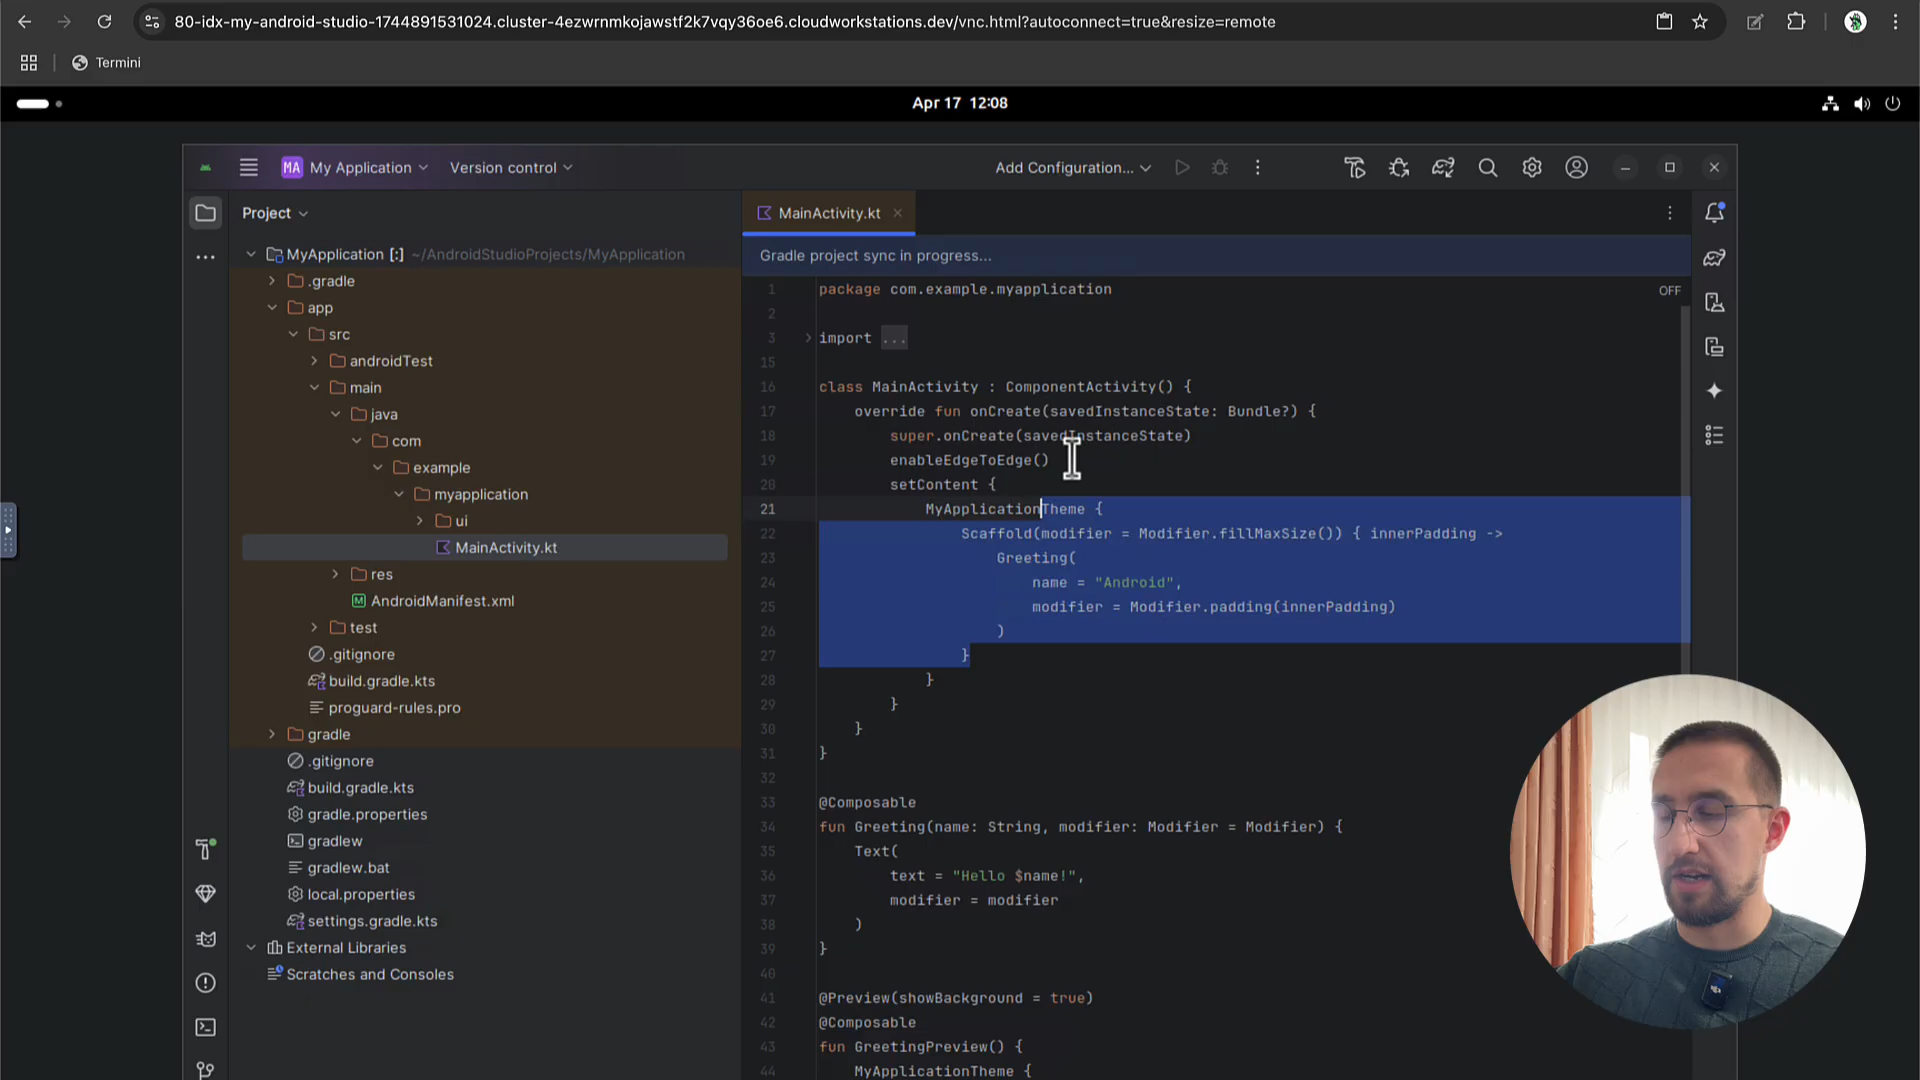 80-idx-my-android-studio-1744891531024.cluster-4ezwrnmkojawstf2k7vqy36oe6.cloudworkstations.dev/vnc.html?autoconnect=true&resize=remote
Termini
Apr 17 12:08
MA My Application
Version control
Add Configuration...
Project
MainActivity.kt
MyApplication [:] ~/AndroidStudioProjects/MyApplication
.gradle
app
src
androidTest
main
java
com
example
myapplication
ui
MainActivity.kt
res
AndroidManifest.xml
test
.gitignore
build.gradle.kts
proguard-rules.pro
gradle
.gitignore
build.gradle.kts
gradle.properties
gradlew
gradlew.bat
local.properties
settings.gradle.kts
External Libraries
Scratches and Consoles
Gradle project sync in progress...
OFF
1 package com.example.myapplication
2
3 import ...
15
16 class MainActivity : ComponentActivity() {
17 override fun onCreate(savedInstanceState: Bundle?) {
18 super.onCreate(savedInstanceState)
19 enableEdgeToEdge()
20 setContent {
21 MyApplicationTheme {
22 Scaffold(modifier = Modifier.fillMaxSize()) { innerPadding ->
23 Greeting(
24 name = "Android",
25 modifier = Modifier.padding(innerPadding)
26 )
27 }
28 }
29 }
30 }
31 }
32
33 @Composable
34 fun Greeting(name: String, modifier: Modifier = Modifier) {
35 Text(
36 text = "Hello $name!",
37 modifier = modifier
38 )
39 }
40
41 @Preview(showBackground = true)
42 @Composable
43 fun GreetingPreview() {
44 MyApplicationTheme {